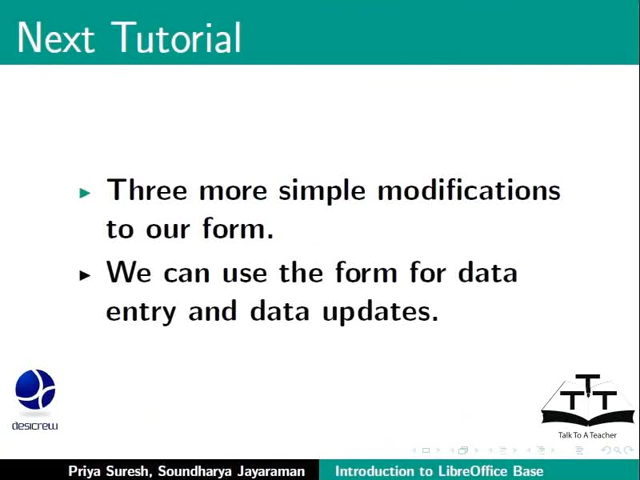 Next Tutorial
Three more simple modifications
to our form.
We can use the form for data
entry and data updates.
desicrew
T T T
Talk To A Teacher
Priya Suresh, Soundharya Jayaraman
Introduction to LibreOffice Base